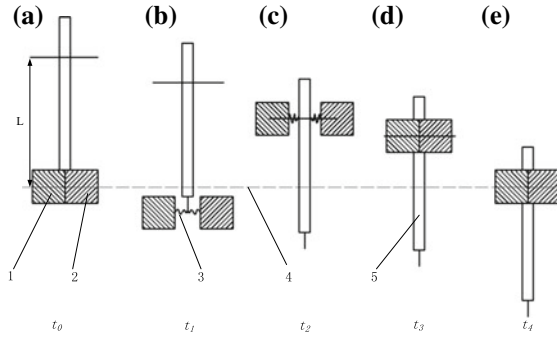 (a) (b) (c) (d) (e)
L
1 2 3 4 5
t₀ t₁ t₂ t₃ t₄